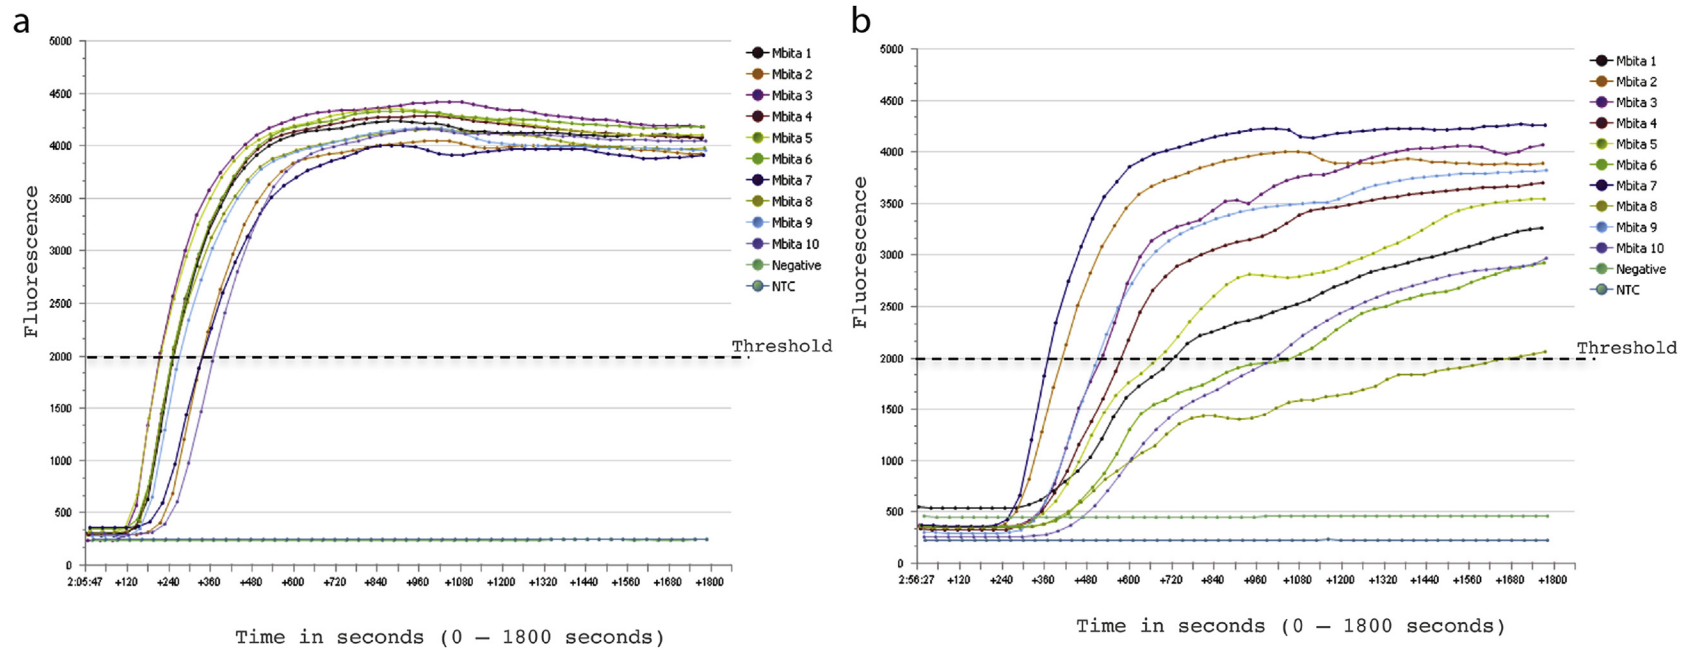 a
5000
4500
4000
3500
3000
2500
2000
1500
1000
500
0
Fluorescence
2:05:47 +120 +240 +360 +480 +600 +720 +840 +960 +1080 +1200 +1320 +1440 +1560 +1680 +1800
Time in seconds (0 – 1800 seconds)
Threshold
Mbita 1
Mbita 2
Mbita 3
Mbita 4
Mbita 5
Mbita 6
Mbita 7
Mbita 8
Mbita 9
Mbita 10
Negative
NTC
b
5000
4500
4000
3500
3000
2500
2000
1500
1000
500
0
Fluorescence
2:56:27 +120 +240 +360 +480 +600 +720 +840 +960 +1080 +1200 +1320 +1440 +1560 +1680 +1800
Time in seconds (0 – 1800 seconds)
Threshold
Mbita 1
Mbita 2
Mbita 3
Mbita 4
Mbita 5
Mbita 6
Mbita 7
Mbita 8
Mbita 9
Mbita 10
Negative
NTC